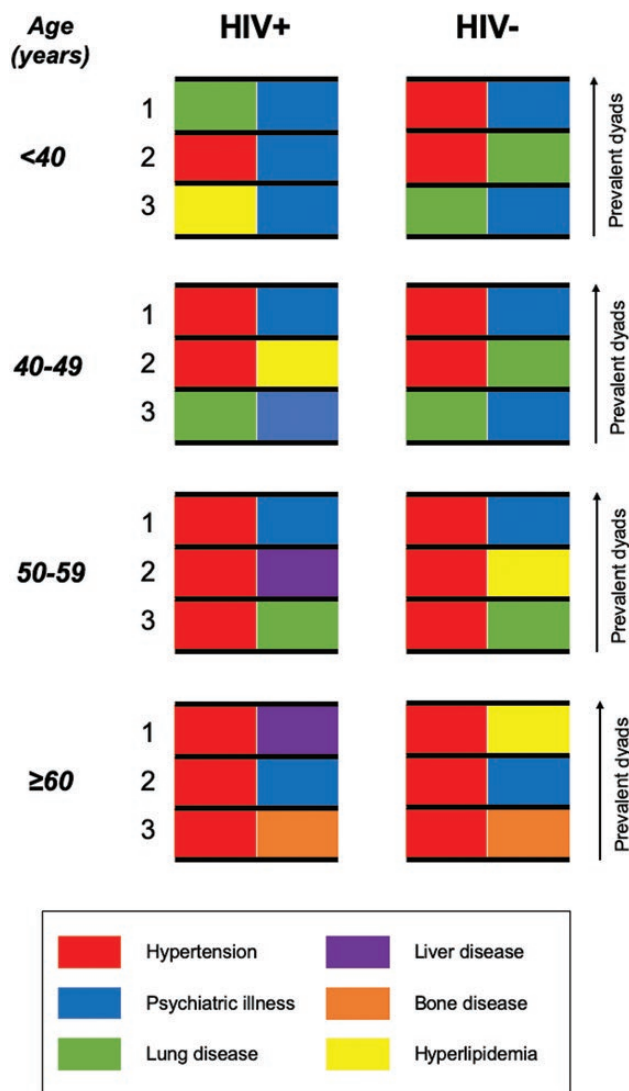 Age
(years)
HIV+
HIV-
<40
1
2
3
Prevalent dyads
40-49
1
2
3
Prevalent dyads
50-59
1
2
3
Prevalent dyads
≥60
1
2
3
Prevalent dyads
Hypertension
Liver disease
Psychiatric illness
Bone disease
Lung disease
Hyperlipidemia